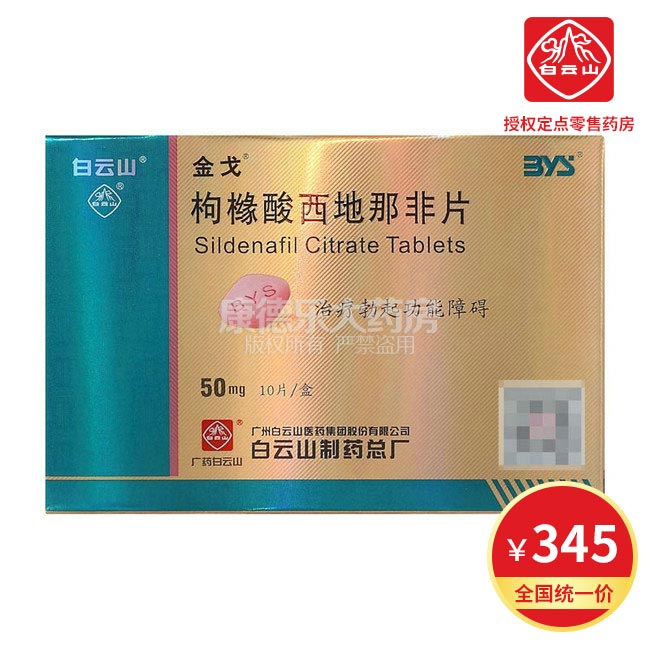 白云山
授权定点零售药房
白云山®
金戈®
BYS®
枸橼酸西地那非片
Sildenafil Citrate Tablets
BYS
治疗勃起功能障碍
康德乐大药房
版权所有 严禁盗用
50mg 10片/盒
广州白云山医药集团股份有限公司
白云山制药总厂
广药白云山
¥345
全国统一价